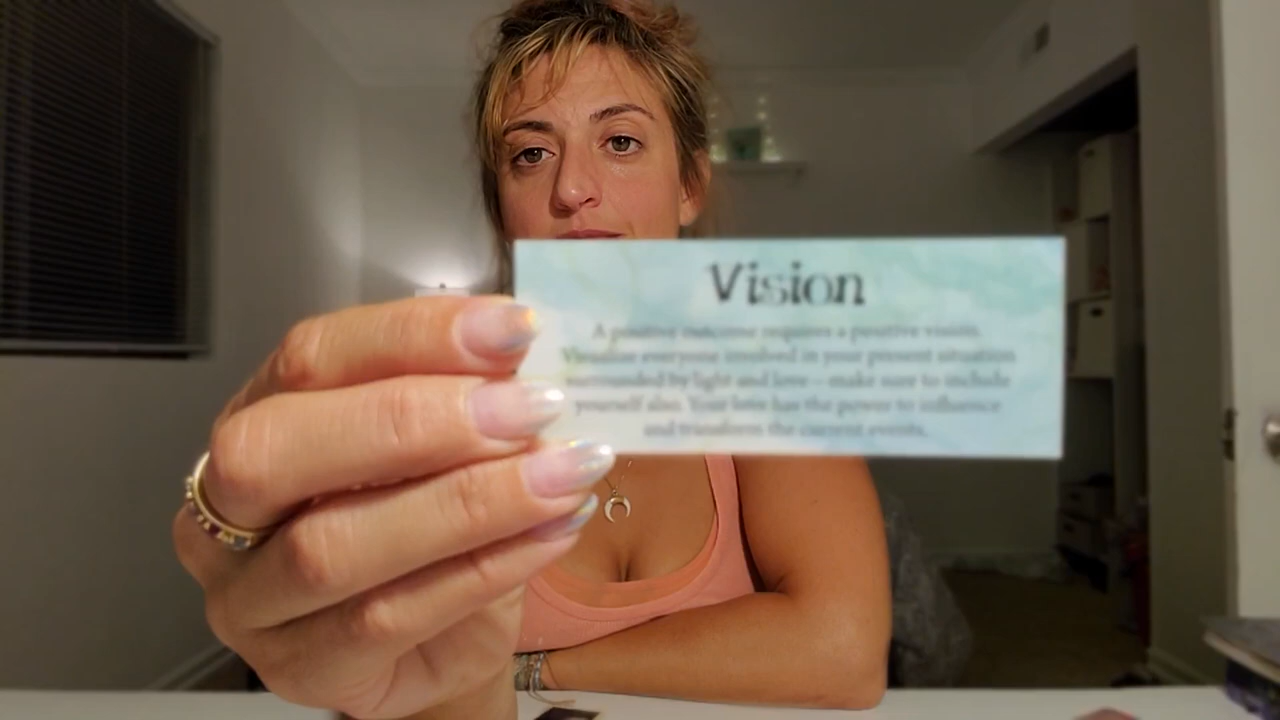 Vision
A positive outcome requires a positive vision.
Visualize everyone involved in your present situation
surrounded by light and love – make sure to include
yourself also. Your love has the power to influence
and transform the current events.